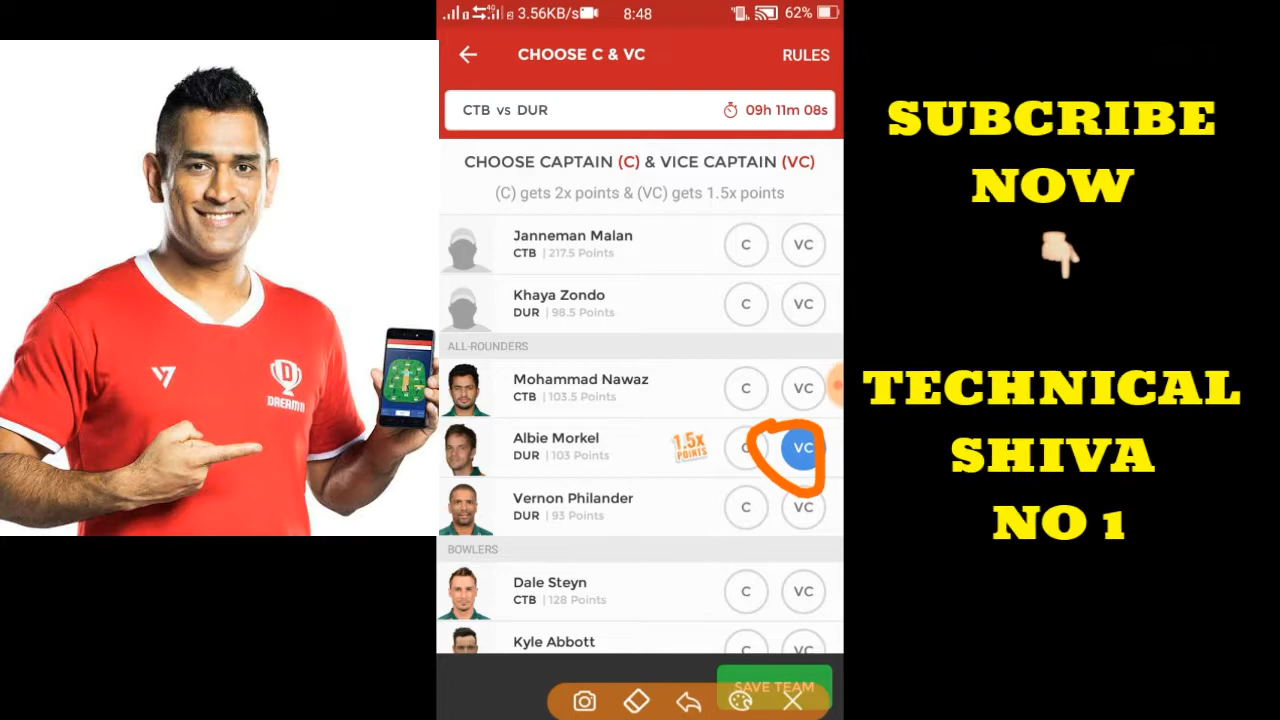 3.56KB/s 8:48 62%
CHOOSE C & VC RULES
CTB vs DUR 09h 11m 08s
CHOOSE CAPTAIN (C) & VICE CAPTAIN (VC)
(C) gets 2x points & (VC) gets 1.5x points
Janneman Malan
CTB | 217.5 Points
C VC
Khaya Zondo
DUR | 98.5 Points
C VC
ALL-ROUNDERS
Mohammad Nawaz
CTB | 103.5 Points
C VC
Albie Morkel
DUR | 103 Points
1.5x
POINTS
C VC
Vernon Philander
DUR | 93 Points
C VC
BOWLERS
Dale Steyn
CTB | 128 Points
C VC
Kyle Abbott
C VC
SAVE TEAM
SUBCRIBE
NOW
TECHNICAL
SHIVA
NO 1
D
DREAM11